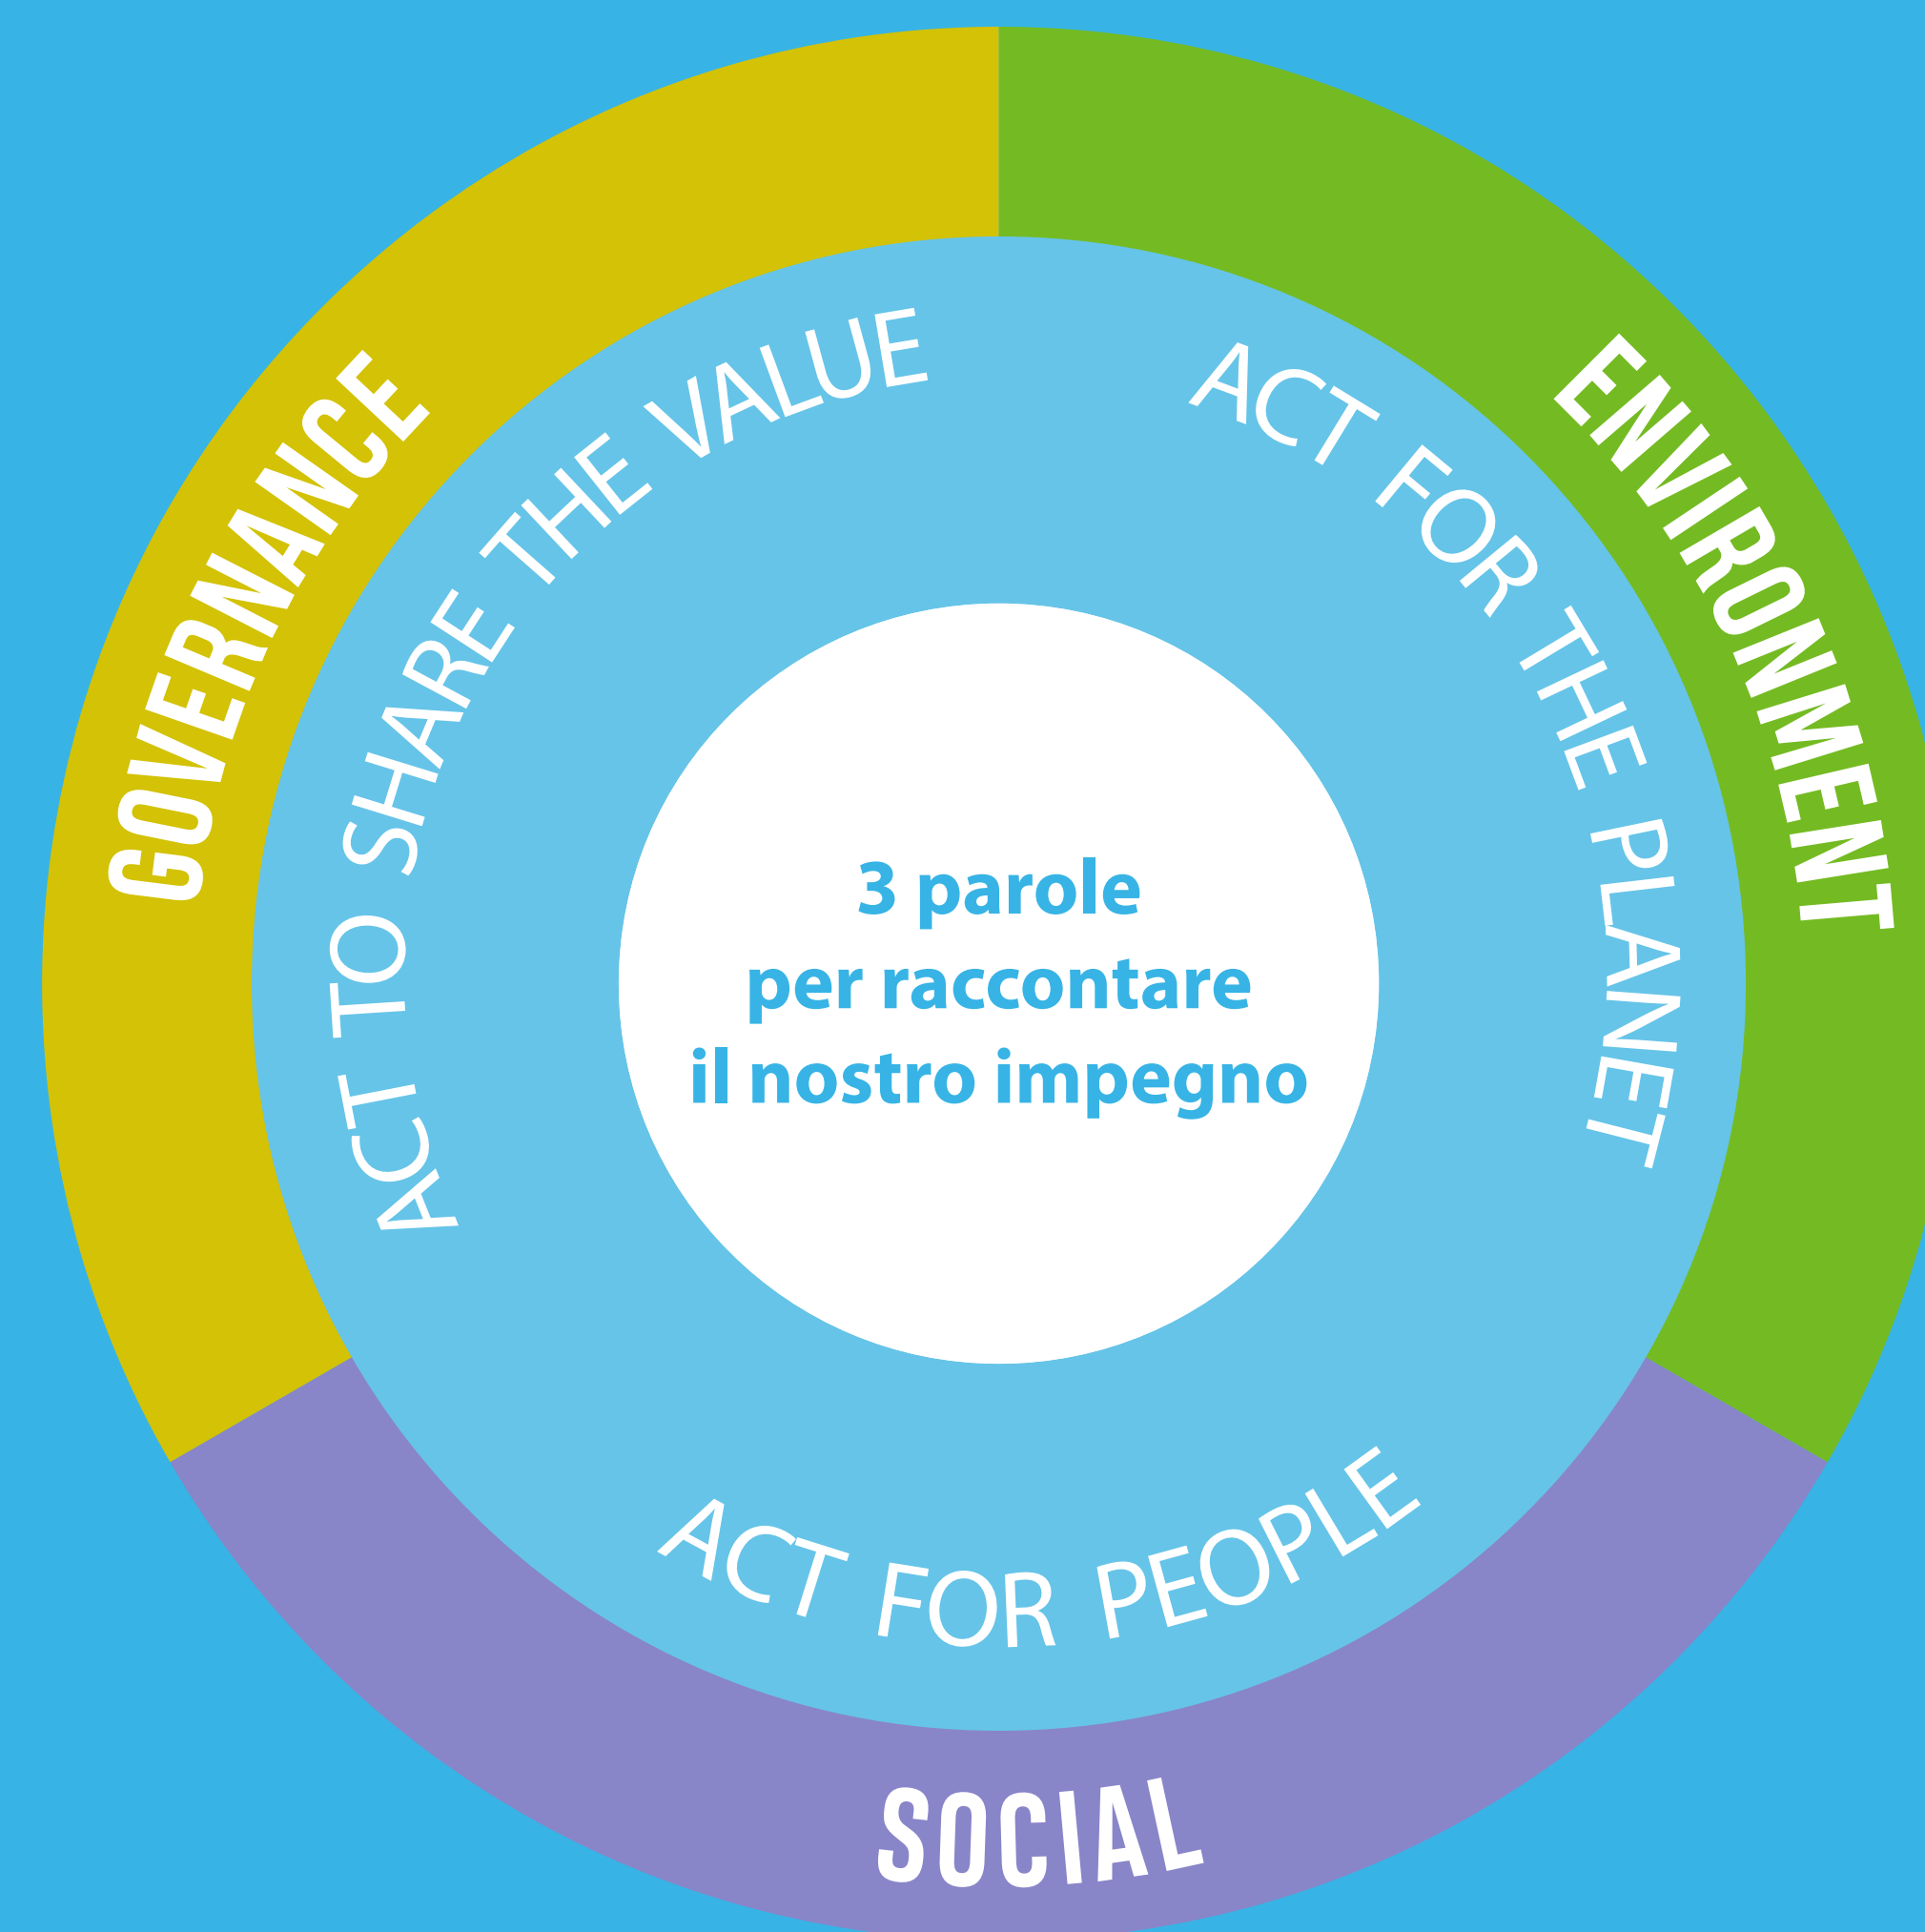 GOVERNANCE
ENVIRONMENT
ACT TO SHARE THE VALUE
ACT FOR THE PLANET
3 parole
per raccontare
il nostro impegno
ACT FOR PEOPLE
SOCIAL